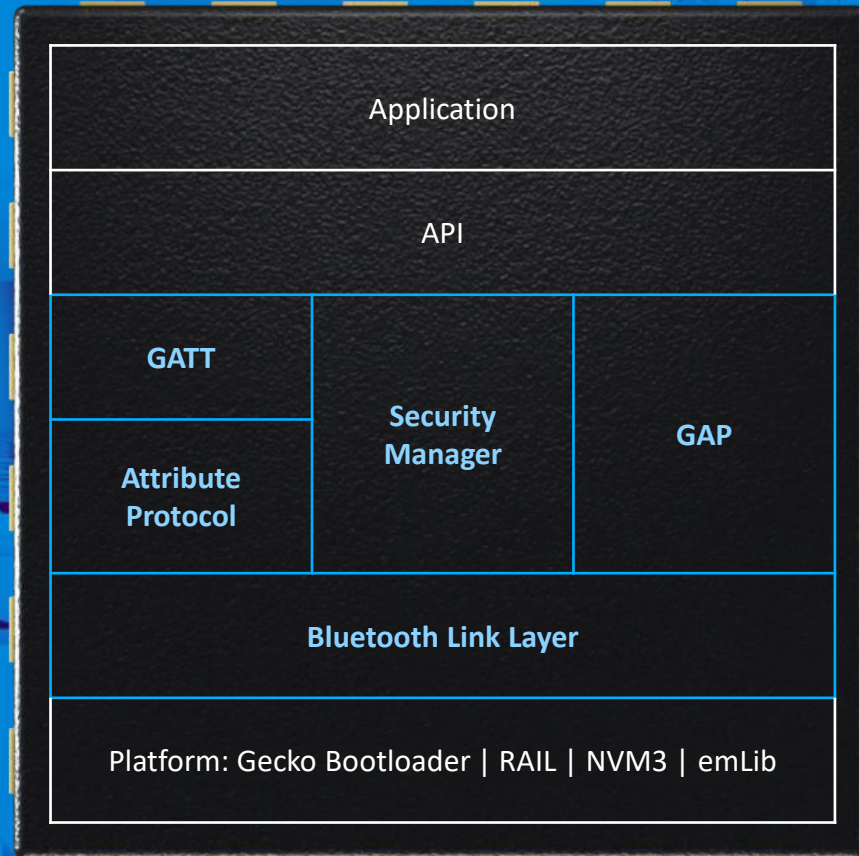 Application
API
GATT
Security
Manager
GAP
Attribute
Protocol
Bluetooth Link Layer
Platform: Gecko Bootloader | RAIL | NVM3 | emLib